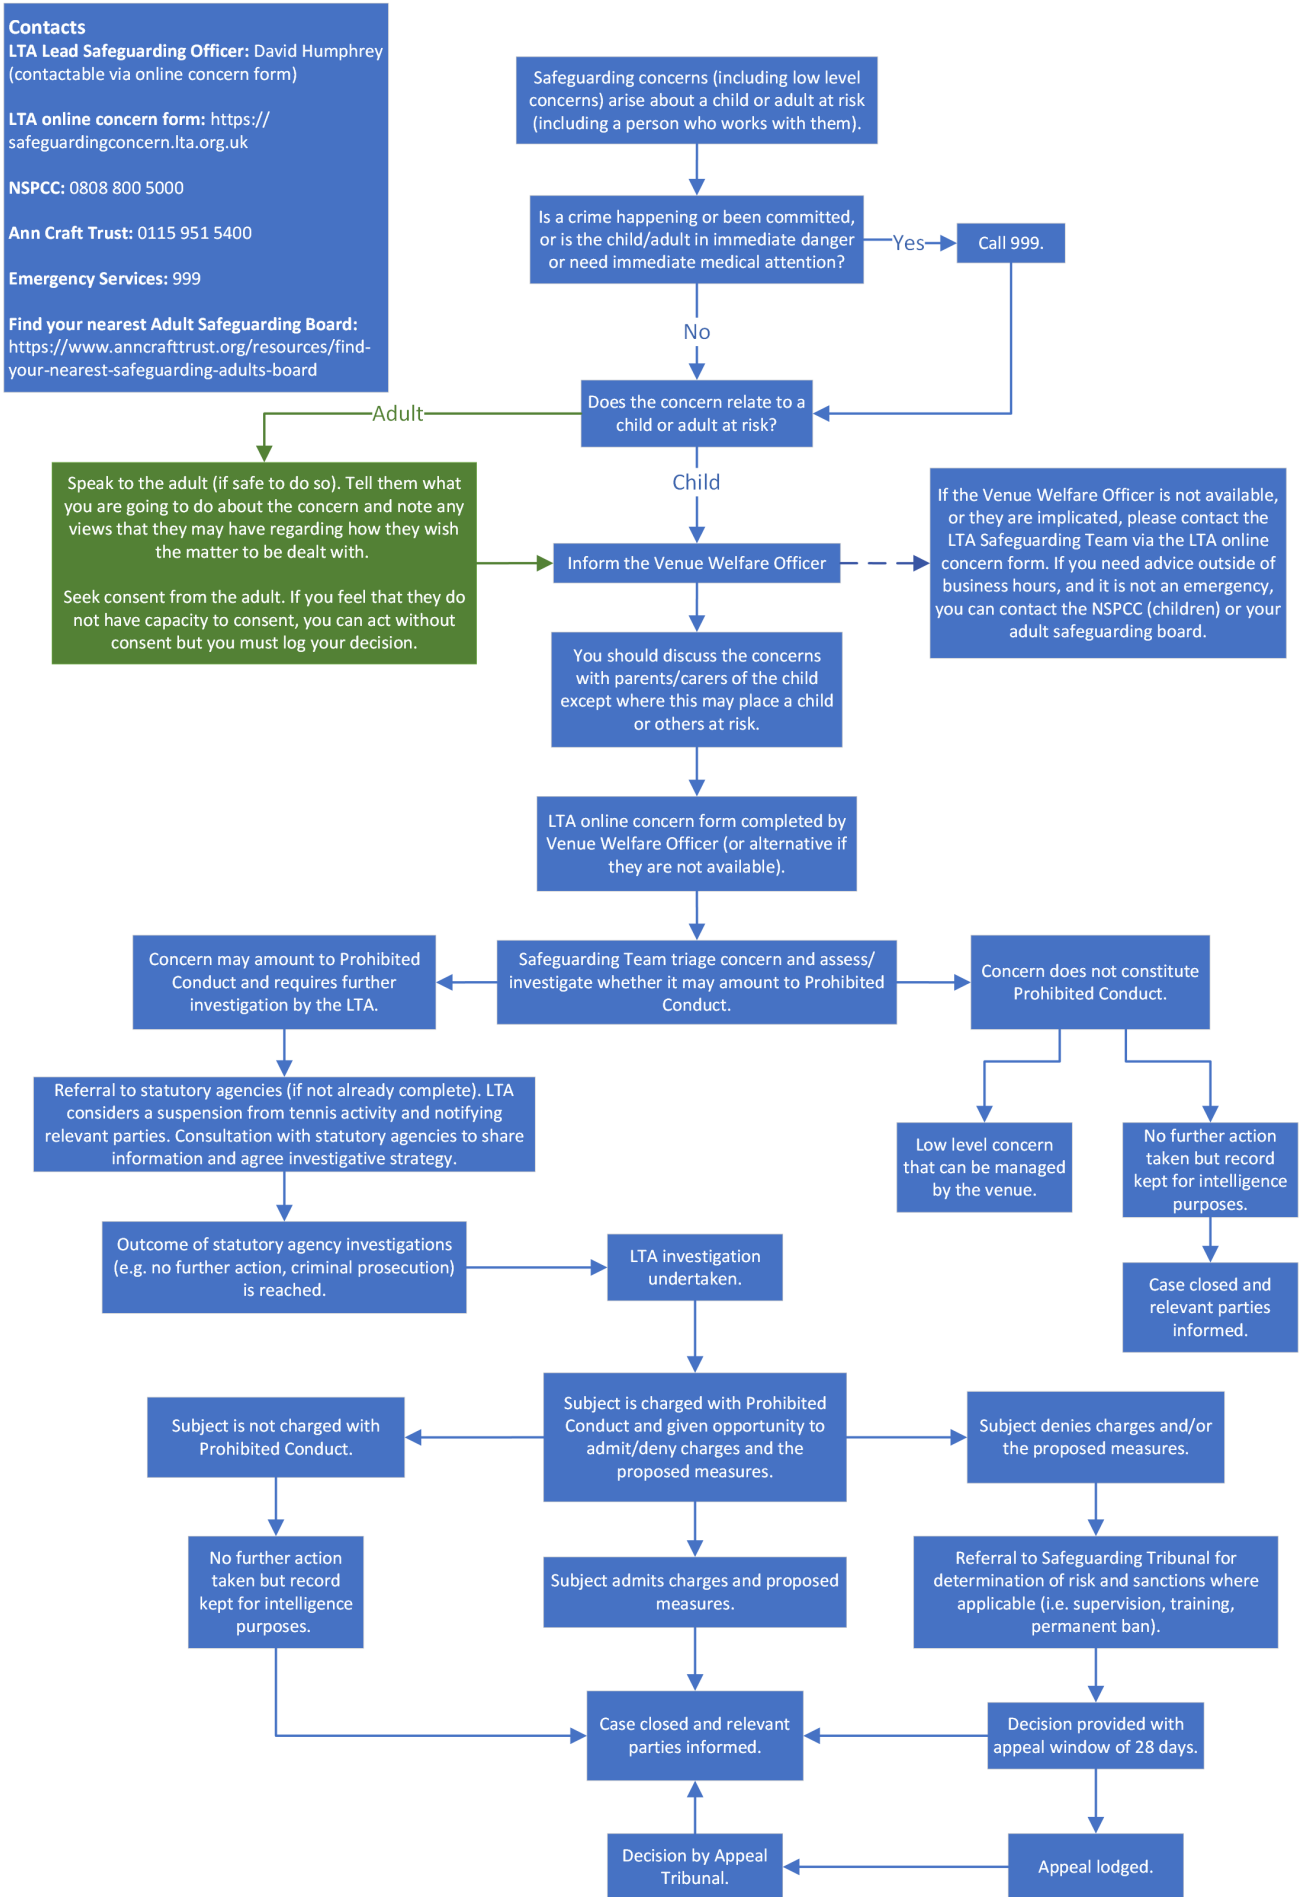 Contacts
LTA Lead Safeguarding Officer: David Humphrey
(contactable via online concern form)
LTA online concern form: https://
safeguardingconcern.lta.org.uk
NSPCC: 0808 800 5000
Ann Craft Trust: 0115 951 5400
Emergency Services: 999
Find your nearest Adult Safeguarding Board:
https://www.anncrafttrust.org/resources/find-
your-nearest-safeguarding-adults-board
Safeguarding concerns (including low level
concerns) arise about a child or adult at risk
(including a person who works with them).
Is a crime happening or been committed,
or is the child/adult in immediate danger
or need immediate medical attention?
Yes
Call 999.
No
Does the concern relate to a
child or adult at risk?
Adult
Speak to the adult (if safe to do so). Tell them what
you are going to do about the concern and note any
views that they may have regarding how they wish
the matter to be dealt with.
Seek consent from the adult. If you feel that they do
not have capacity to consent, you can act without
consent but you must log your decision.
Child
Inform the Venue Welfare Officer
If the Venue Welfare Officer is not available,
or they are implicated, please contact the
LTA Safeguarding Team via the LTA online
concern form. If you need advice outside of
business hours, and it is not an emergency,
you can contact the NSPCC (children) or your
adult safeguarding board.
You should discuss the concerns
with parents/carers of the child
except where this may place a child
or others at risk.
LTA online concern form completed by
Venue Welfare Officer (or alternative if
they are not available).
Safeguarding Team triage concern and assess/
investigate whether it may amount to Prohibited
Conduct.
Concern may amount to Prohibited
Conduct and requires further
investigation by the LTA.
Concern does not constitute
Prohibited Conduct.
Referral to statutory agencies (if not already complete). LTA
considers a suspension from tennis activity and notifying
relevant parties. Consultation with statutory agencies to share
information and agree investigative strategy.
Low level concern
that can be managed
by the venue.
No further action
taken but record
kept for intelligence
purposes.
Outcome of statutory agency investigations
(e.g. no further action, criminal prosecution)
is reached.
LTA investigation
undertaken.
Case closed and
relevant parties
informed.
Subject is not charged with
Prohibited Conduct.
Subject is charged with Prohibited
Conduct and given opportunity to
admit/deny charges and the
proposed measures.
Subject denies charges and/or
the proposed measures.
No further action
taken but record
kept for intelligence
purposes.
Subject admits charges and proposed
measures.
Referral to Safeguarding Tribunal for
determination of risk and sanctions where
applicable (i.e. supervision, training,
permanent ban).
Case closed and relevant
parties informed.
Decision provided with
appeal window of 28 days.
Decision by Appeal
Tribunal.
Appeal lodged.